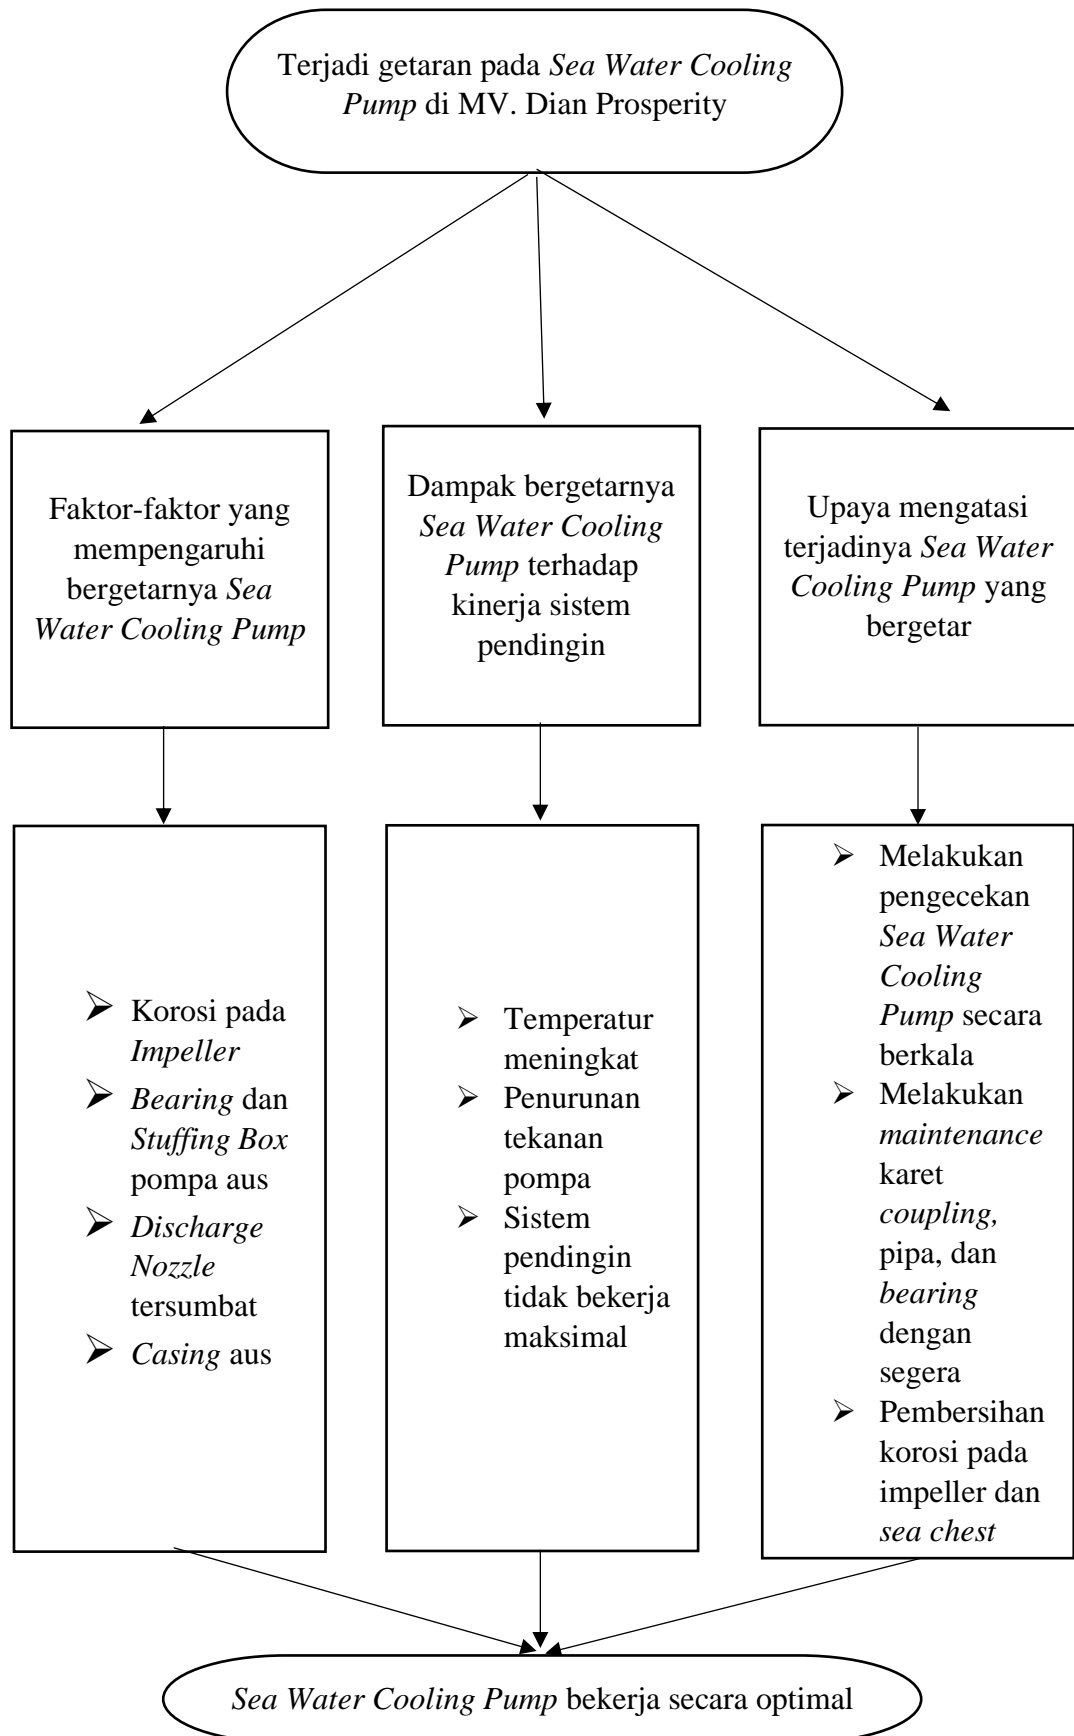 Terjadi getaran pada Sea Water Cooling
Pump di MV. Dian Prosperity
Faktor-faktor yang
mempengaruhi
bergetarnya Sea
Water Cooling Pump
Dampak bergetarnya
Sea Water Cooling
Pump terhadap
kinerja sistem
pendingin
Upaya mengatasi
terjadinya Sea Water
Cooling Pump yang
bergetar
➢ Korosi pada
Impeller
➢ Bearing dan
Stuffing Box
pompa aus
➢ Discharge
Nozzle
tersumbat
➢ Casing aus
➢ Temperatur
meningkat
➢ Penurunan
tekanan
pompa
➢ Sistem
pendingin
tidak bekerja
maksimal
➢ Melakukan
pengecekan
Sea Water
Cooling
Pump secara
berkala
➢ Melakukan
maintenance
karet
coupling,
pipa, dan
bearing
dengan
segera
➢ Pembersihan
korosi pada
impeller dan
sea chest
Sea Water Cooling Pump bekerja secara optimal